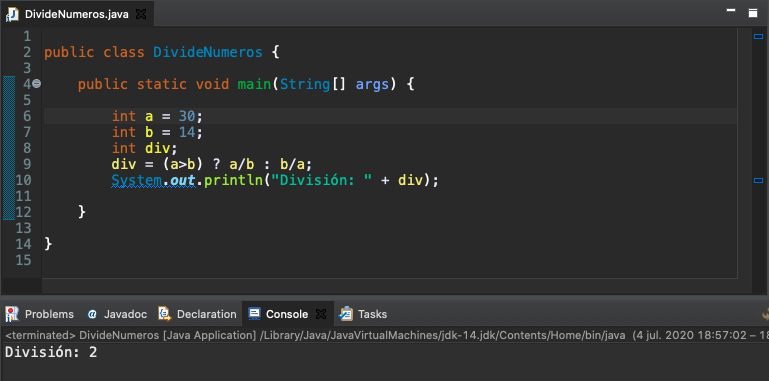 DivideNumeros.java
1
2 public class DivideNumeros {
3
4 public static void main(String[] args) {
5
6 int a = 30;
7 int b = 14;
8 int div;
9 div = (a>b) ? a/b : b/a;
10 System.out.println("División: " + div);
11
12 }
13
14 }
15
Problems @ Javadoc Declaration Console Tasks
<terminated> DivideNumeros [Java Application] /Library/Java/JavaVirtualMachines/jdk-14.jdk/Contents/Home/bin/java (4 jul. 2020 18:57:02 – 18
División: 2